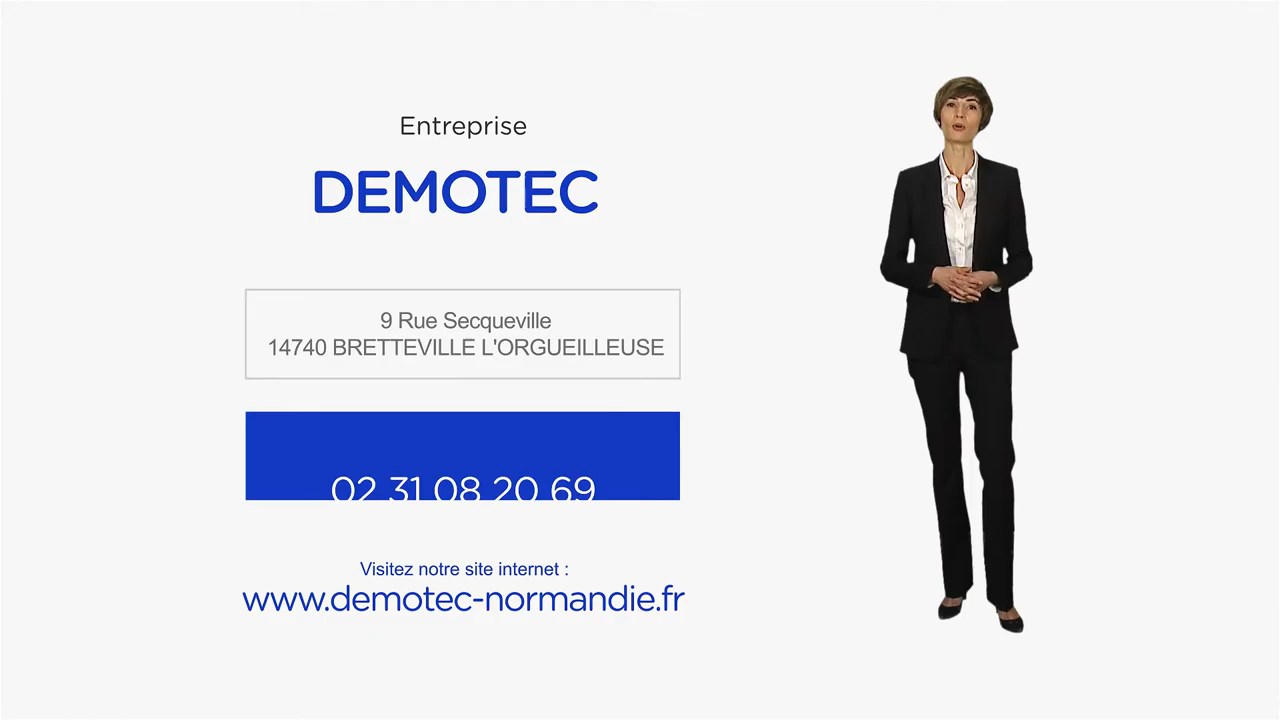 Entreprise
DEMOTEC
9 Rue Secqueville
14740 BRETTEVILLE L'ORGUEILLEUSE
02 31 08 20 69
Visitez notre site internet :
www.demotec-normandie.fr